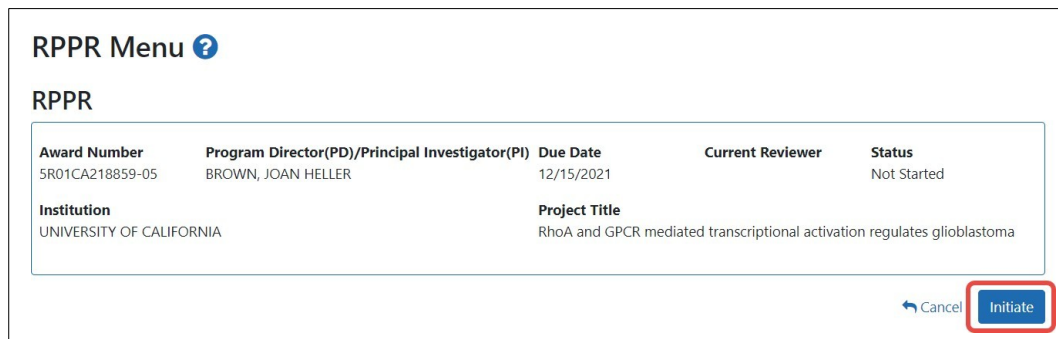 RPPR Menu ?
RPPR
Award Number Program Director(PD)/Principal Investigator(PI) Due Date Current Reviewer Status
5R01CA218859-05 BROWN, JOAN HELLER 12/15/2021 Not Started
Institution Project Title
UNIVERSITY OF CALIFORNIA RhoA and GPCR mediated transcriptional activation regulates glioblastoma
Cancel Initiate